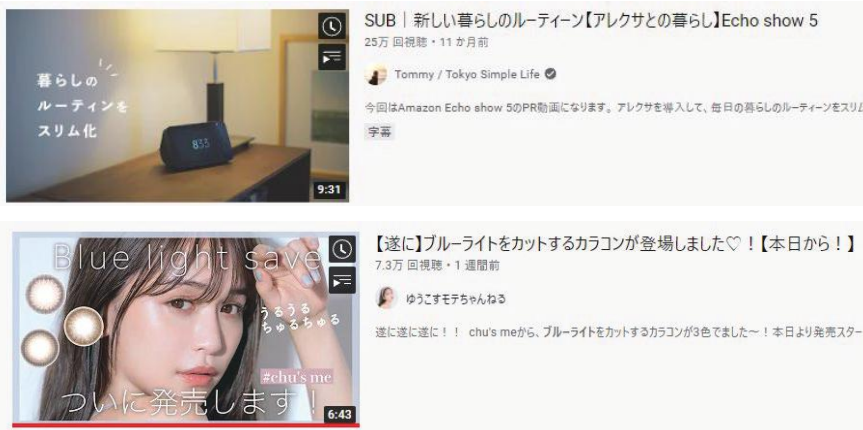 SUB｜新しい暮らしのルーティーン【アレクサとの暮らし】Echo show 5
25万 回視聴・11 か月前
Tommy / Tokyo Simple Life
今回はAmazon Echo show 5のPR動画になります。アレクサを導入して、毎日の暮らしのルーティーンをスリム
字幕
暮らしの
ルーティンを
スリム化
8:33
9:31
【遂に】ブルーライトをカットするカラコンが登場しました♡！【本日から！】
7.3万 回視聴・1 週間前
ゆうこすモテちゃんねる
遂に遂に遂に！！ chu's meから、ブルーライトをカットするカラコンが3色でました～！本日より発売スター
Blue light save
うるうる
ちゅるちゅる
#chu's me
ついに発売します！
6:43